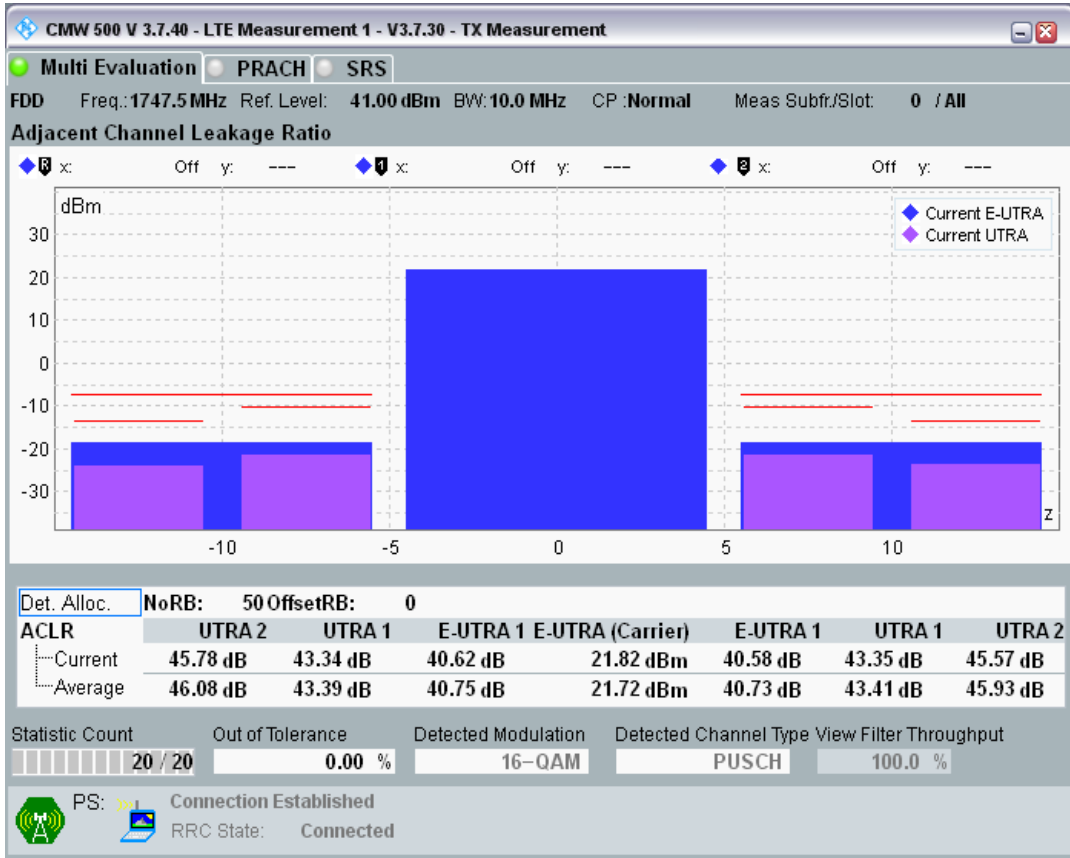 CMW 500 V 3.7.40 - LTE Measurement 1 - V3.7.30 - TX Measurement
Multi Evaluation PRACH SRS
FDD Freq.:1747.5 MHz Ref. Level: 41.00 dBm BW: 10.0 MHz CP :Normal Meas Subfr./Slot: 0 / All
Adjacent Channel Leakage Ratio
R x: Off y: --- 1 x: Off y: --- 2 x: Off y: ---
dBm
Current E-UTRA
Current UTRA
30
20
10
0
-10
-20
-30
z
-10 -5 0 5 10
Det. Alloc. NoRB: 50 OffsetRB: 0
ACLR UTRA 2 UTRA 1 E-UTRA 1 E-UTRA (Carrier) E-UTRA 1 UTRA 1 UTRA 2
Current 45.78 dB 43.34 dB 40.62 dB 21.82 dBm 40.58 dB 43.35 dB 45.57 dB
Average 46.08 dB 43.39 dB 40.75 dB 21.72 dBm 40.73 dB 43.41 dB 45.93 dB
Statistic Count Out of Tolerance Detected Modulation Detected Channel Type View Filter Throughput
20 / 20 0.00 % 16-QAM PUSCH 100.0 %
PS: Connection Established
RRC State: Connected